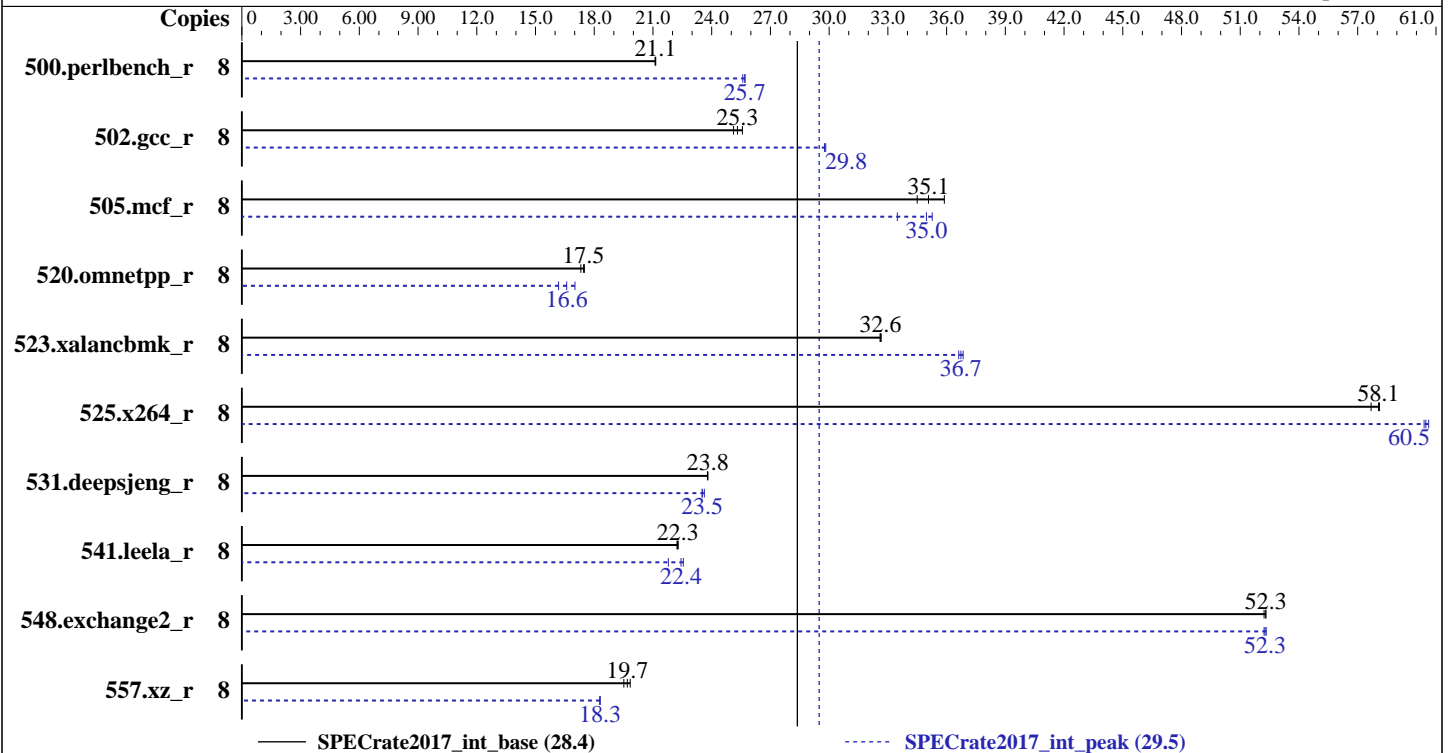 Copies 0 3.00 6.00 9.00 12.0 15.0 18.0 21.0 24.0 27.0 30.0 33.0 36.0 39.0 42.0 45.0 48.0 51.0 54.0 57.0 61.0
21.1
500.perlbench_r 8
25.7
25.3
502.gcc_r 8
29.8
35.1
505.mcf_r 8
35.0
17.5
520.omnetpp_r 8
16.6
32.6
523.xalancbmk_r 8
36.7
58.1
525.x264_r 8
60.5
23.8
531.deepsjeng_r 8
23.5
22.3
541.leela_r 8
22.4
52.3
548.exchange2_r 8
52.3
19.7
557.xz_r 8
18.3
SPECrate2017_int_base (28.4) SPECrate2017_int_peak (29.5)